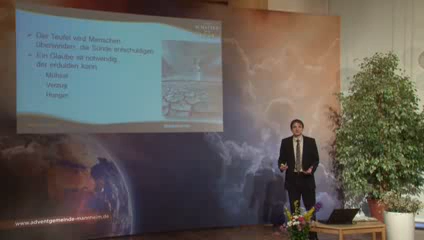 Der Teufel wird Menschen
übersenden, die Sünde entschuldigen
Ein Glaube ist notwendig,
der erdulden kann
Mühsal
Verzug
Hunger
www.adventgemeinde-mannheim.de